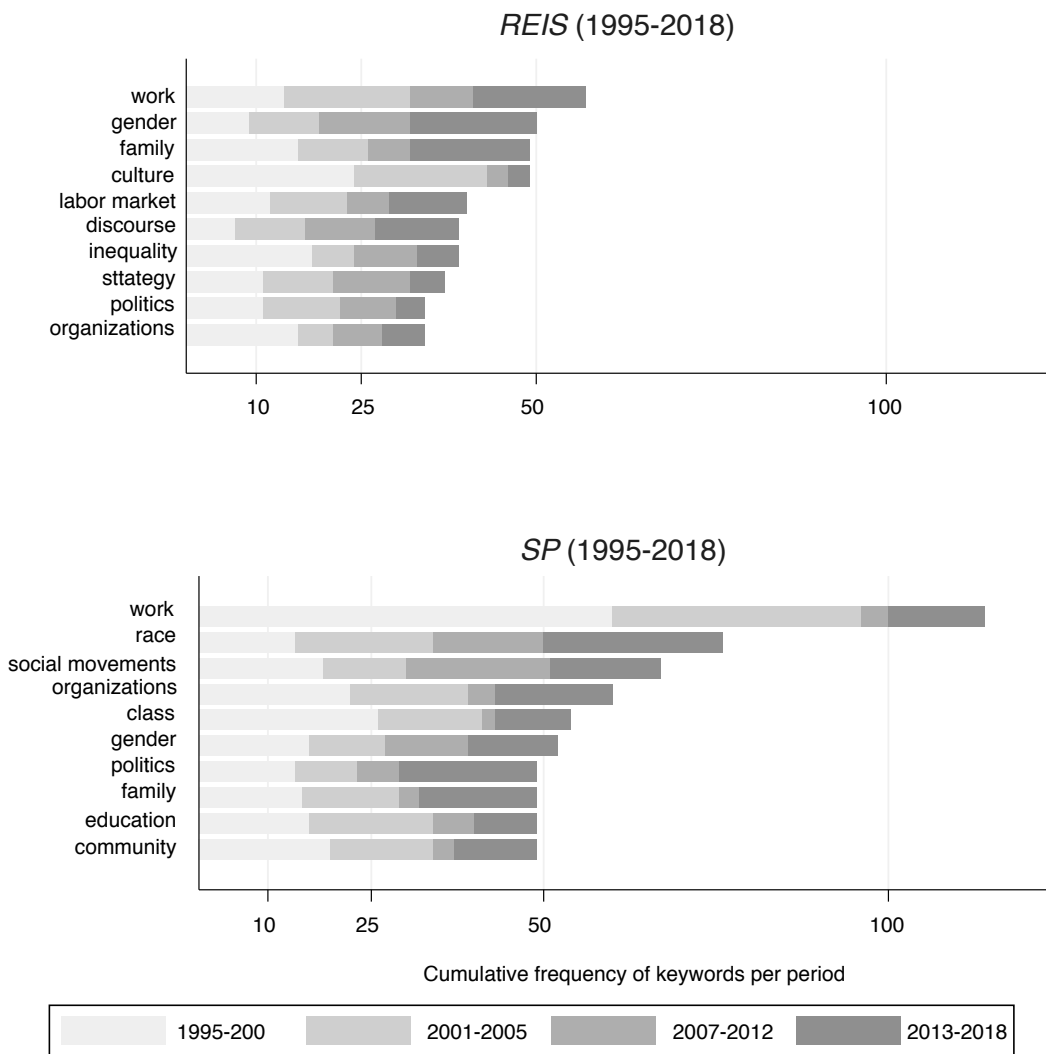 REIS (1995-2018)
work
gender
family
culture
labor market
discourse
inequality
sttategy
politics
organizations
10 25 50 100
SP (1995-2018)
work
race
social movements
organizations
class
gender
politics
family
education
community
10 25 50 100
Cumulative frequency of keywords per period
1995-200 2001-2005 2007-2012 2013-2018